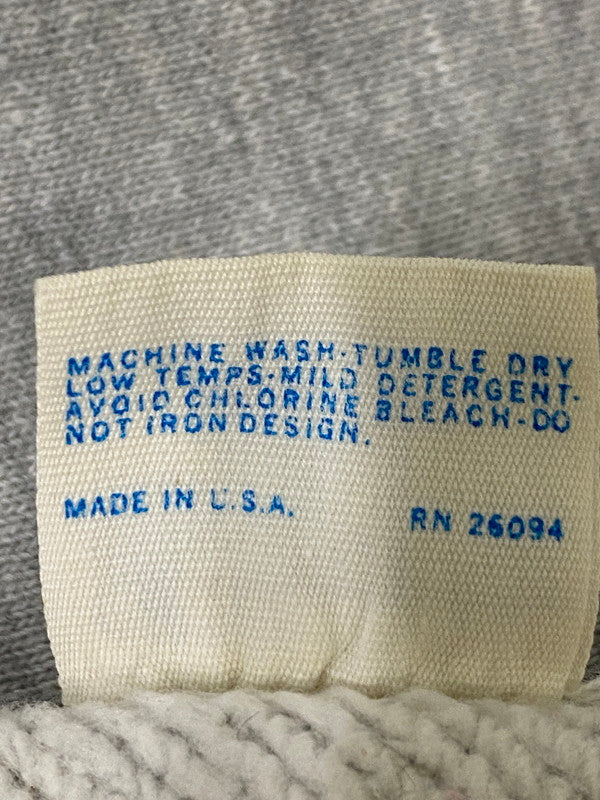 MACHINE WASH-TUMBLE DRY
LOW TEMPS-MILD DETERGENT-
AVOID CHLORINE BLEACH-DO
NOT IRON DESIGN.
MADE IN U.S.A. RN 26094